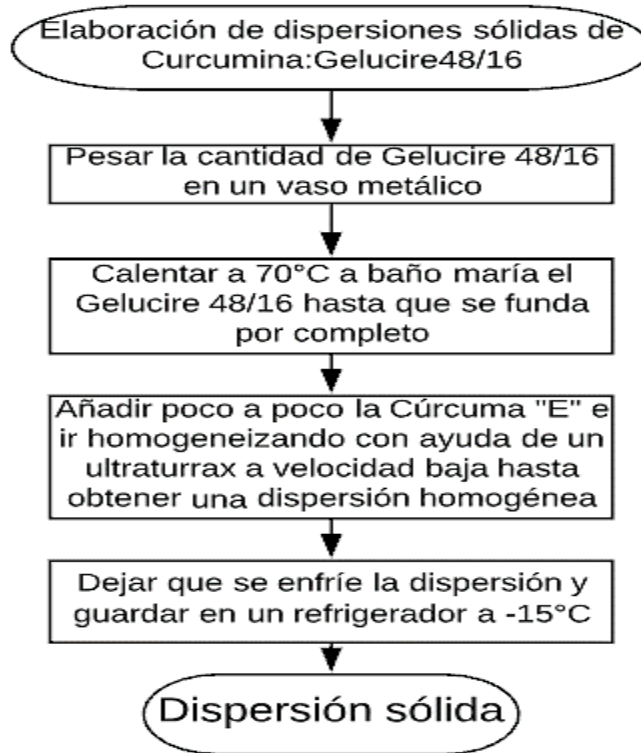 Elaboración de dispersiones sólidas de
Curcumina:Gelucire48/16
Pesar la cantidad de Gelucire 48/16
en un vaso metálico
Calentar a 70°C a baño maría el
Gelucire 48/16 hasta que se funda
por completo
Añadir poco a poco la Cúrcuma "E" e
ir homogeneizando con ayuda de un
ultraturrax a velocidad baja hasta
obtener una dispersión homogénea
Dejar que se enfríe la dispersión y
guardar en un refrigerador a -15°C
Dispersión sólida